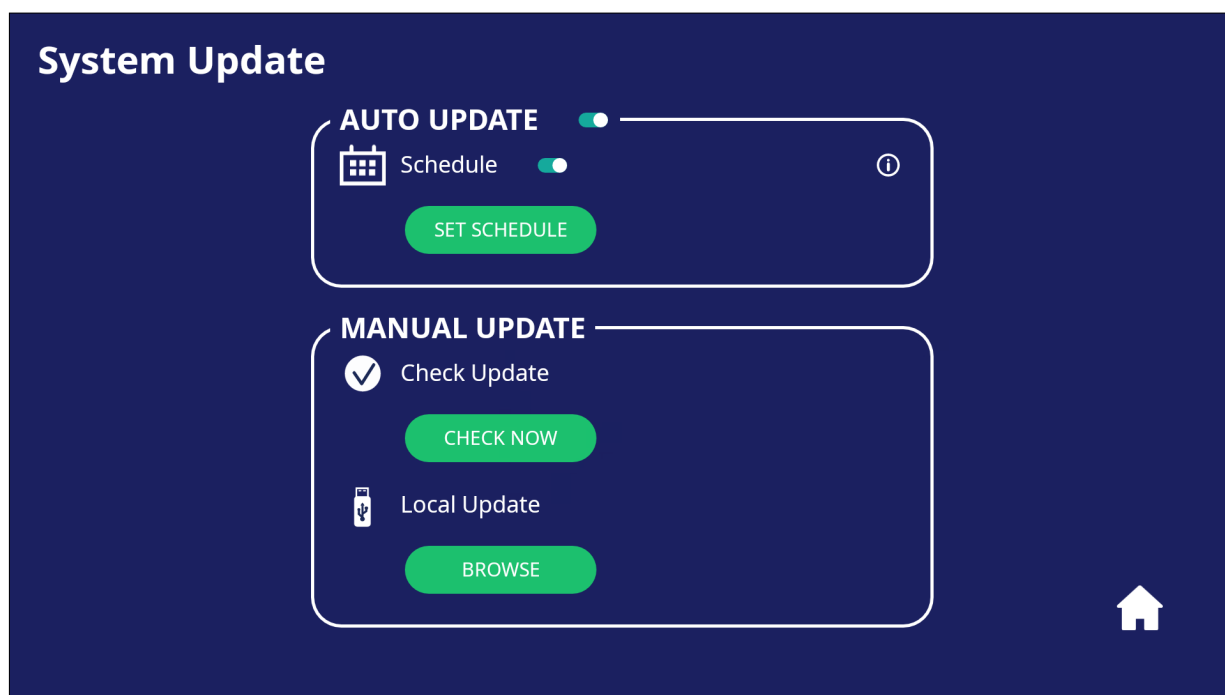 System Update
AUTO UPDATE
Schedule
SET SCHEDULE
MANUAL UPDATE
Check Update
CHECK NOW
Local Update
BROWSE